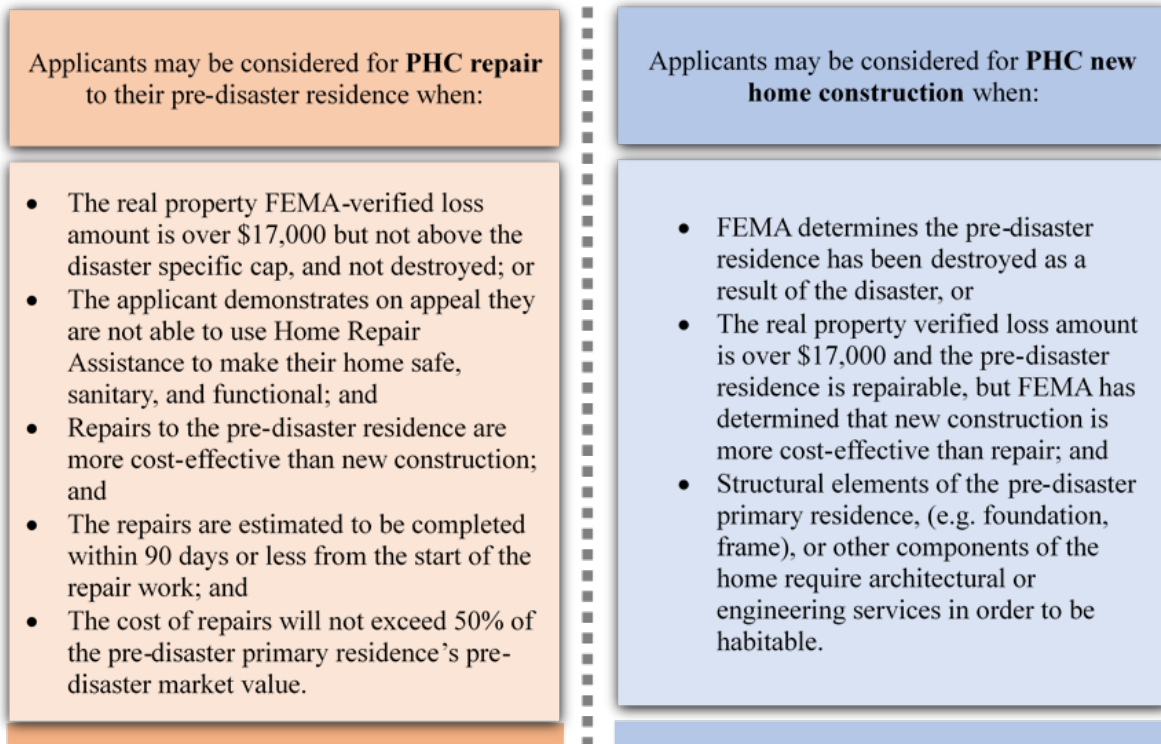 Applicants may be considered for PHC repair
to their pre-disaster residence when:
• The real property FEMA-verified loss
amount is over $17,000 but not above the
disaster specific cap, and not destroyed; or
• The applicant demonstrates on appeal they
are not able to use Home Repair
Assistance to make their home safe,
sanitary, and functional; and
• Repairs to the pre-disaster residence are
more cost-effective than new construction;
and
• The repairs are estimated to be completed
within 90 days or less from the start of the
repair work; and
• The cost of repairs will not exceed 50% of
the pre-disaster primary residence’s pre-
disaster market value.
Applicants may be considered for PHC new
home construction when:
• FEMA determines the pre-disaster
residence has been destroyed as a
result of the disaster, or
• The real property verified loss amount
is over $17,000 and the pre-disaster
residence is repairable, but FEMA has
determined that new construction is
more cost-effective than repair; and
• Structural elements of the pre-disaster
primary residence, (e.g. foundation,
frame), or other components of the
home require architectural or
engineering services in order to be
habitable.